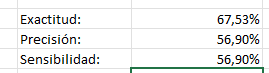 Exactitud: 67,53%
Precisión: 56,90%
Sensibilidad: 56,90%